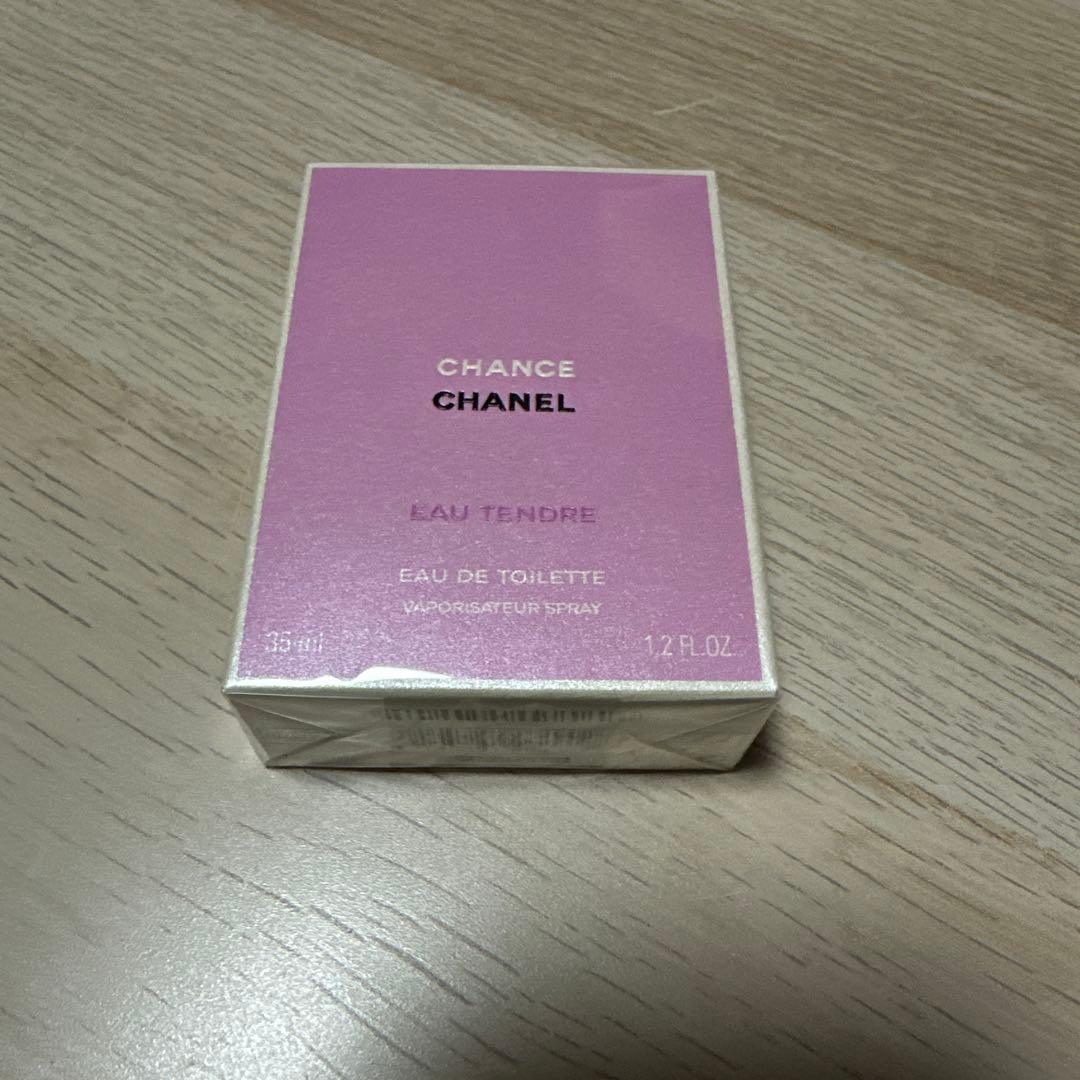 CHANCE
CHANEL
EAU TENDRE
EAU DE TOILETTE
VAPORISATEUR SPRAY
35 ml 1,2 FL.OZ.